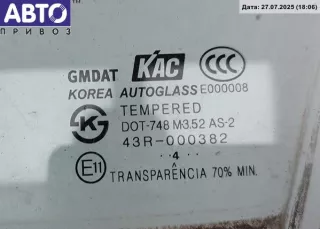 АВТО
ПРИВОЗ
Дата: 27.07.2025 (18:06)
GMDAT KAC CCC
KOREA AUTOGLASS E000008
TEMPERED
DOT-748 M3.52 AS-2
43R-000382
..4..
E11
TRANSPARÊNCIA 70% MIN.